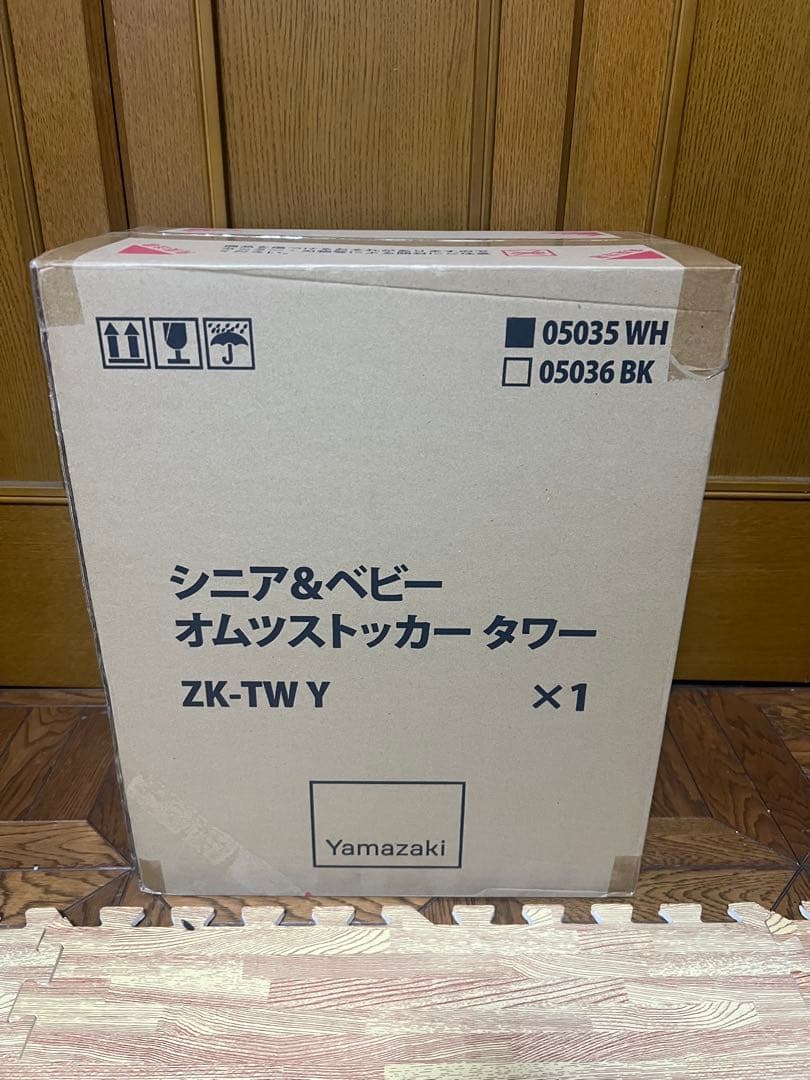 05035 WH
05036 BK
シニア&ベビー
オムツストッカー タワー
ZK-TW Y ×1
Yamazaki